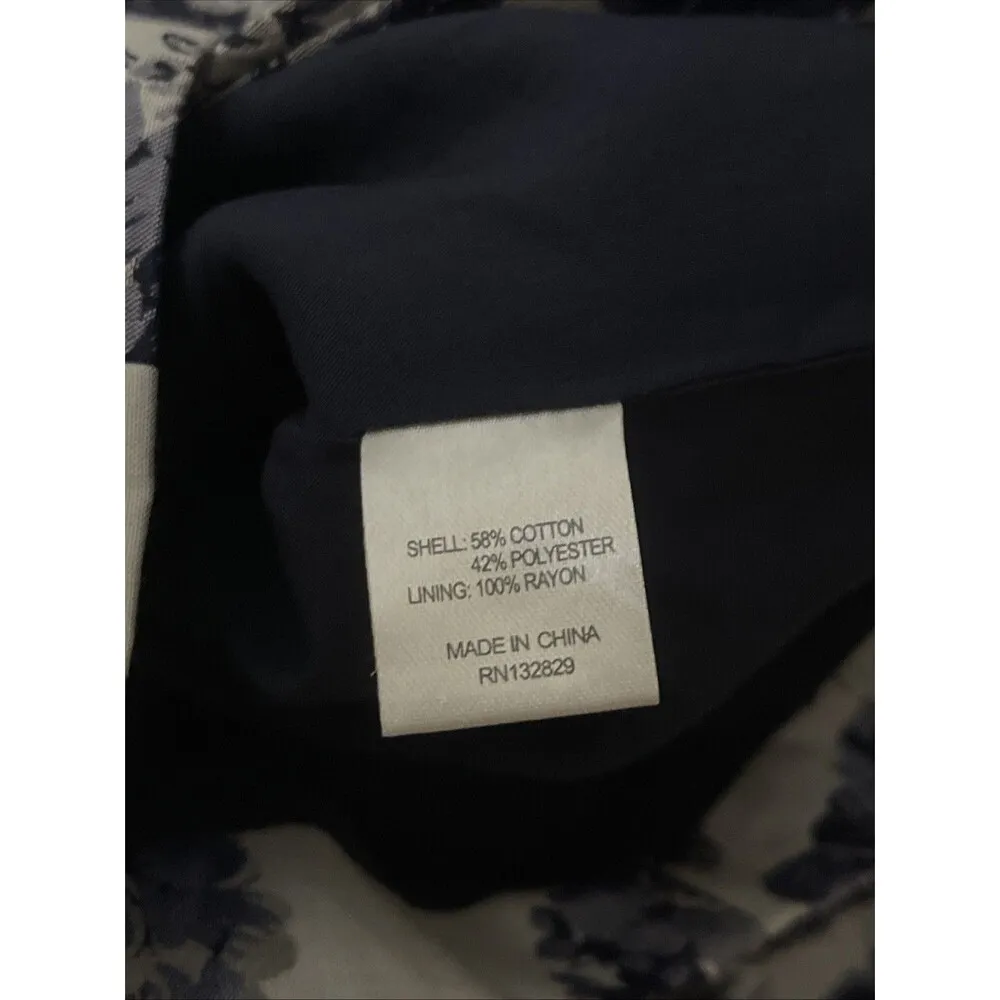 SHELL: 58% COTTON
42% POLYESTER
LINING: 100% RAYON
MADE IN CHINA
RN132829